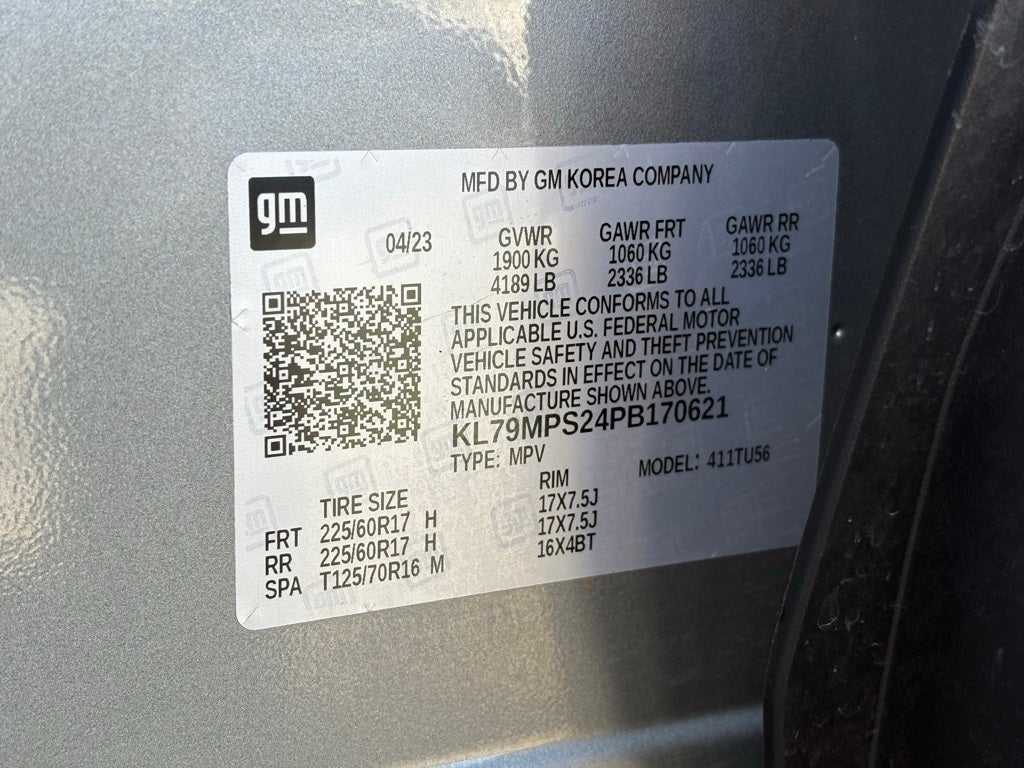 gm
MFD BY GM KOREA COMPANY
04/23
GVWR
1900 KG
4189 LB
GAWR FRT
1060 KG
2336 LB
GAWR RR
1060 KG
2336 LB
THIS VEHICLE CONFORMS TO ALL
APPLICABLE U.S. FEDERAL MOTOR
VEHICLE SAFETY AND THEFT PREVENTION
STANDARDS IN EFFECT ON THE DATE OF
MANUFACTURE SHOWN ABOVE.
KL79MPS24PB170621
TYPE: MPV MODEL: 411TU56
TIRE SIZE RIM
FRT 225/60R17 H 17X7.5J
RR 225/60R17 H 17X7.5J
SPA T125/70R16 M 16X4BT